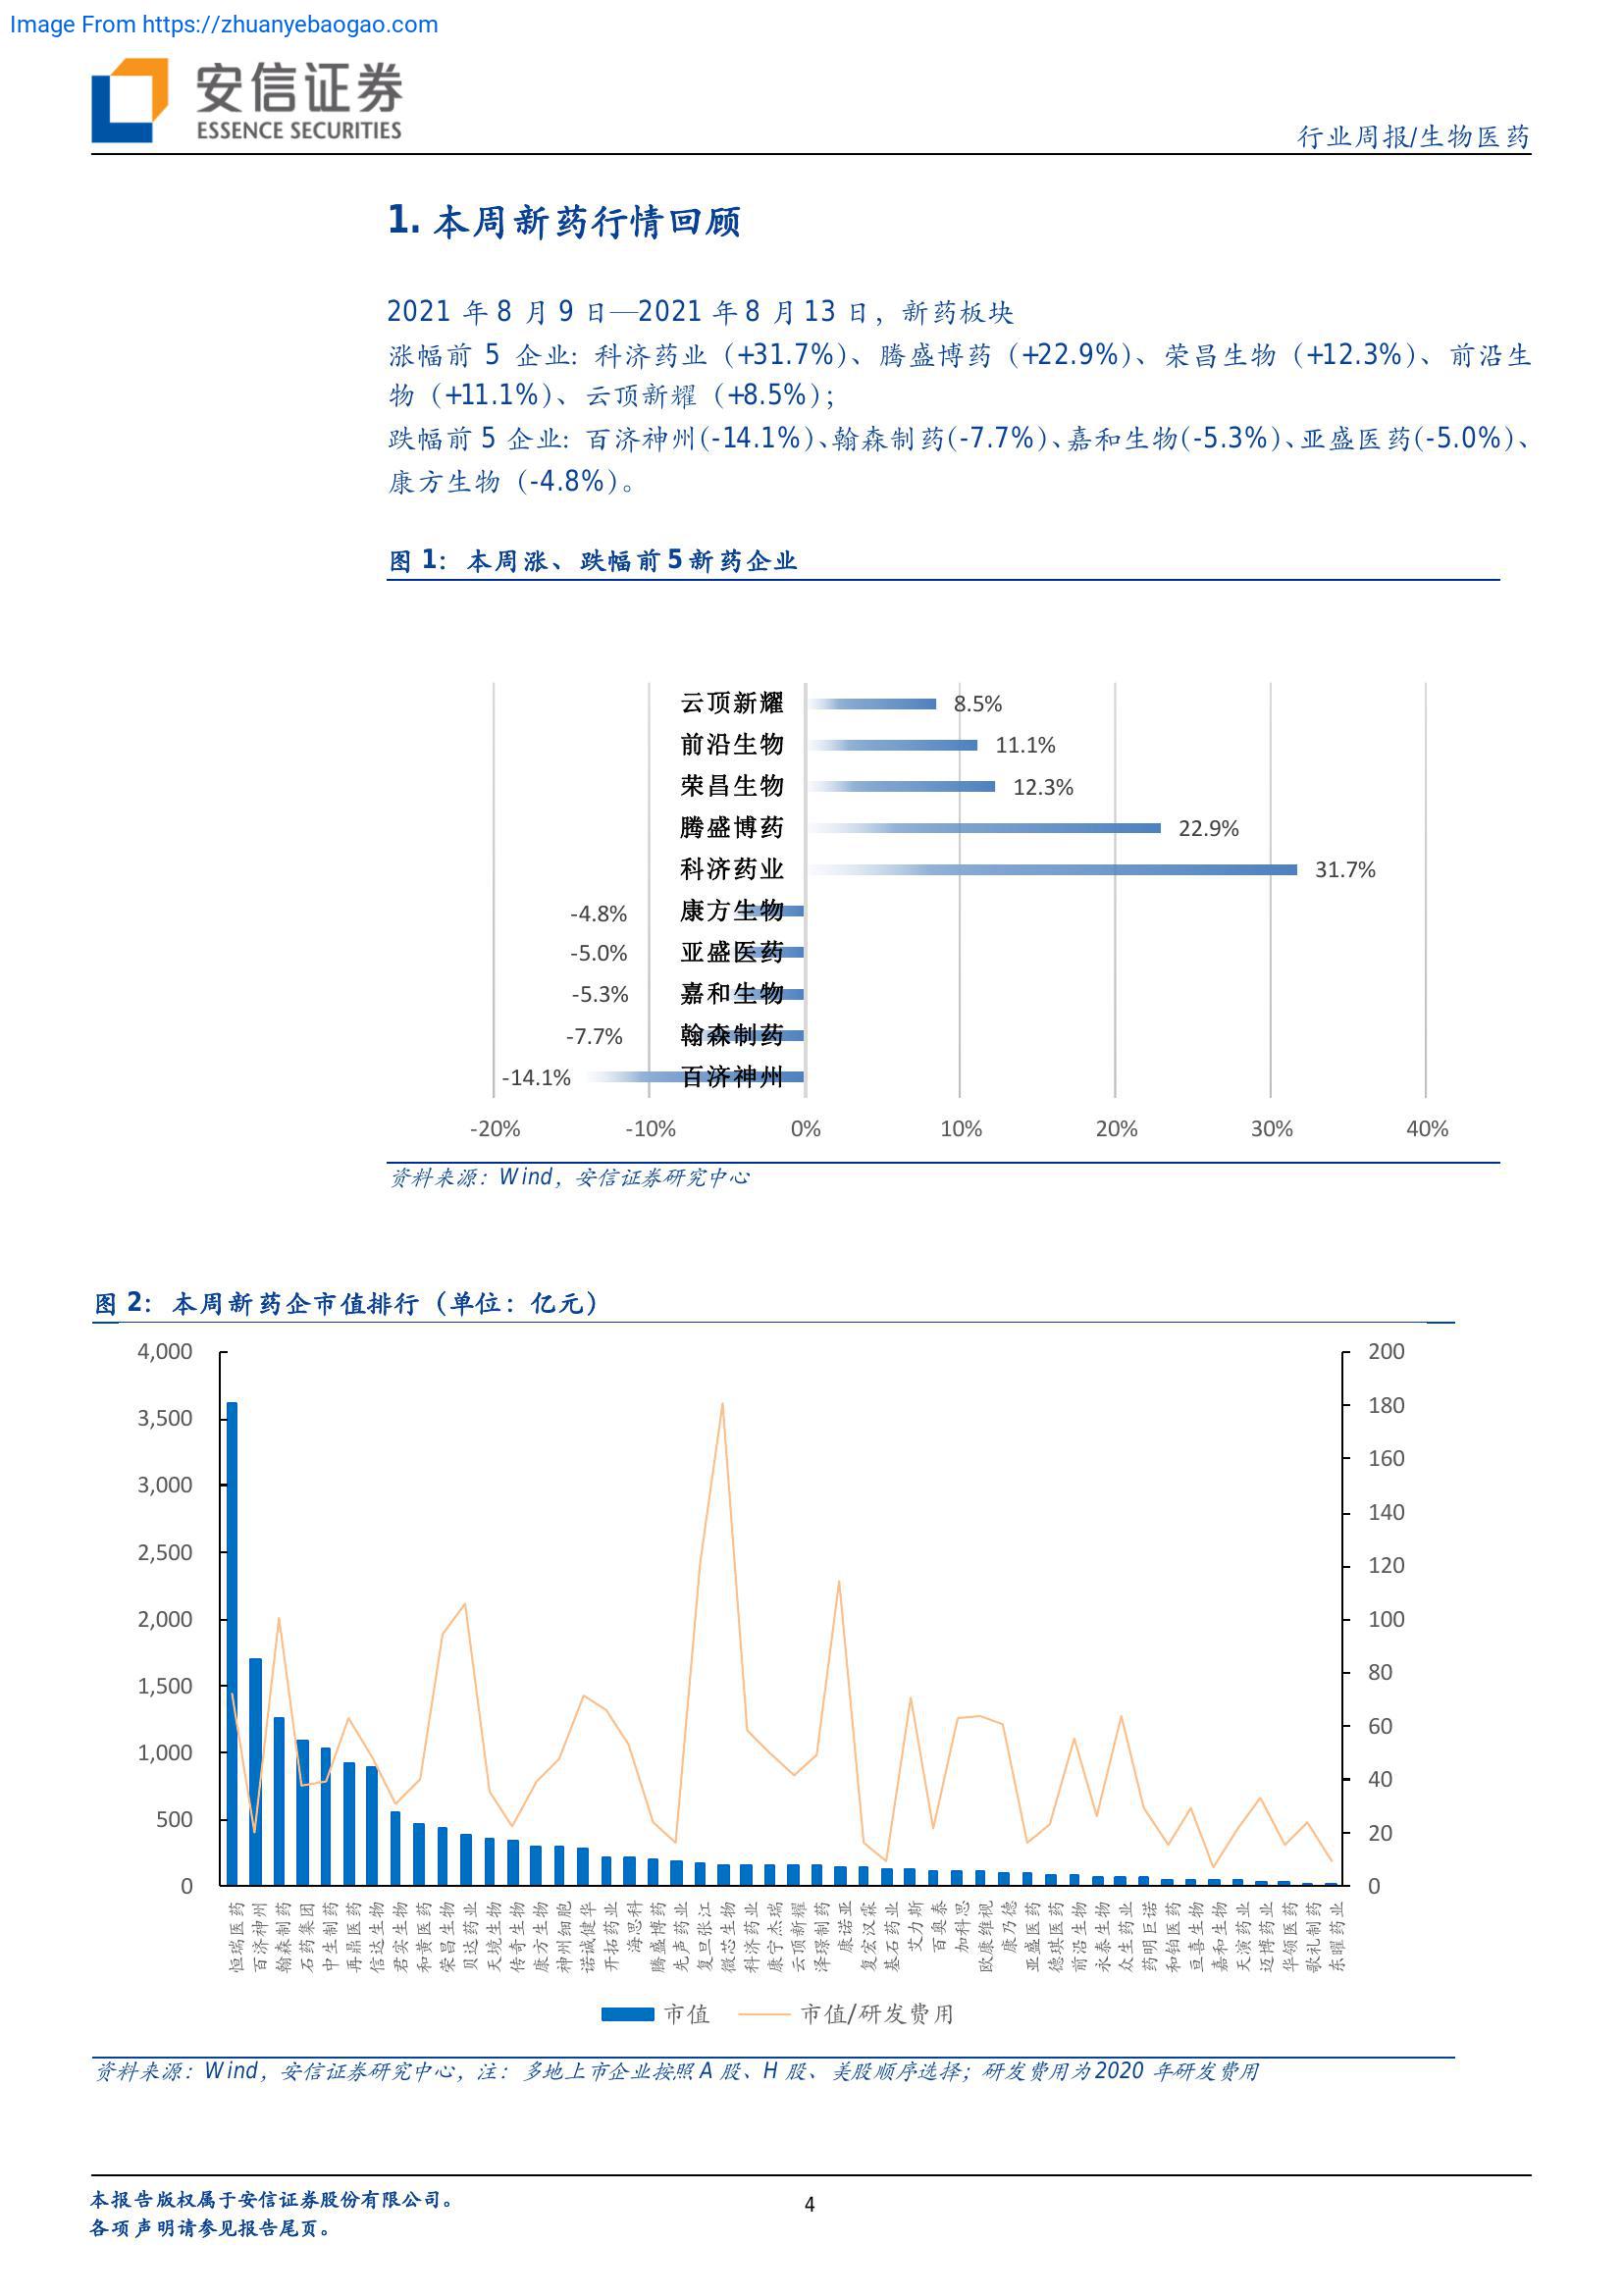 Image From https://zhuanyebaogao.com
安信证券
ESSENCE SECURITIES
行业周报/生物医药
1. 本周新药行情回顾
2021 年 8 月 9 日—2021 年 8 月 13 日，新药板块
涨幅前 5 企业：科济药业（+31.7%）、腾盛博药（+22.9%）、荣昌生物（+12.3%）、前沿生
物（+11.1%）、云顶新耀（+8.5%）；
跌幅前 5 企业：百济神州(-14.1%)、翰森制药(-7.7%)、嘉和生物(-5.3%)、亚盛医药(-5.0%)、
康方生物（-4.8%）。
图 1：本周涨、跌幅前 5 新药企业
云顶新耀 8.5%
前沿生物 11.1%
荣昌生物 12.3%
腾盛博药 22.9%
科济药业 31.7%
-4.8% 康方生物
-5.0% 亚盛医药
-5.3% 嘉和生物
-7.7% 翰森制药
-14.1% 百济神州
-20% -10% 0% 10% 20% 30% 40%
资料来源：Wind，安信证券研究中心
图 2：本周新药企市值排行（单位：亿元）
4,000 200
3,500 180
3,000 160
2,500 140
2,000 120
1,500 100
1,000 80
500 60
0 40
20
0
恒瑞医药
百济神州
翰森制药
石药集团
中生制药
再鼎医药
信达生物
君实生物
和黄医药
荣昌生物
贝达药业
天境生物
传奇生物
康方生物
神州细胞
诺诚健华
开拓药业
海思科
腾盛博药
先声药业
复旦张江
微芯生物
科济药业
康宁杰瑞
云顶新耀
泽璟制药
康诺亚
复宏汉霖
基石药业
艾力斯
百奥泰
加科思
欧康维视
康乃德
亚盛医药
德琪医药
前沿生物
永泰生物
众生药业
药明巨诺
和铂医药
亘喜生物
嘉和生物
天演药业
迈博药业
华领医药
歌礼制药
东曜药业
市值 市值/研发费用
资料来源：Wind，安信证券研究中心，注：多地上市企业按照 A 股、H 股、美股顺序选择；研发费用为 2020 年研发费用
本报告版权属于安信证券股份有限公司。
各项声明请参见报告尾页。
4